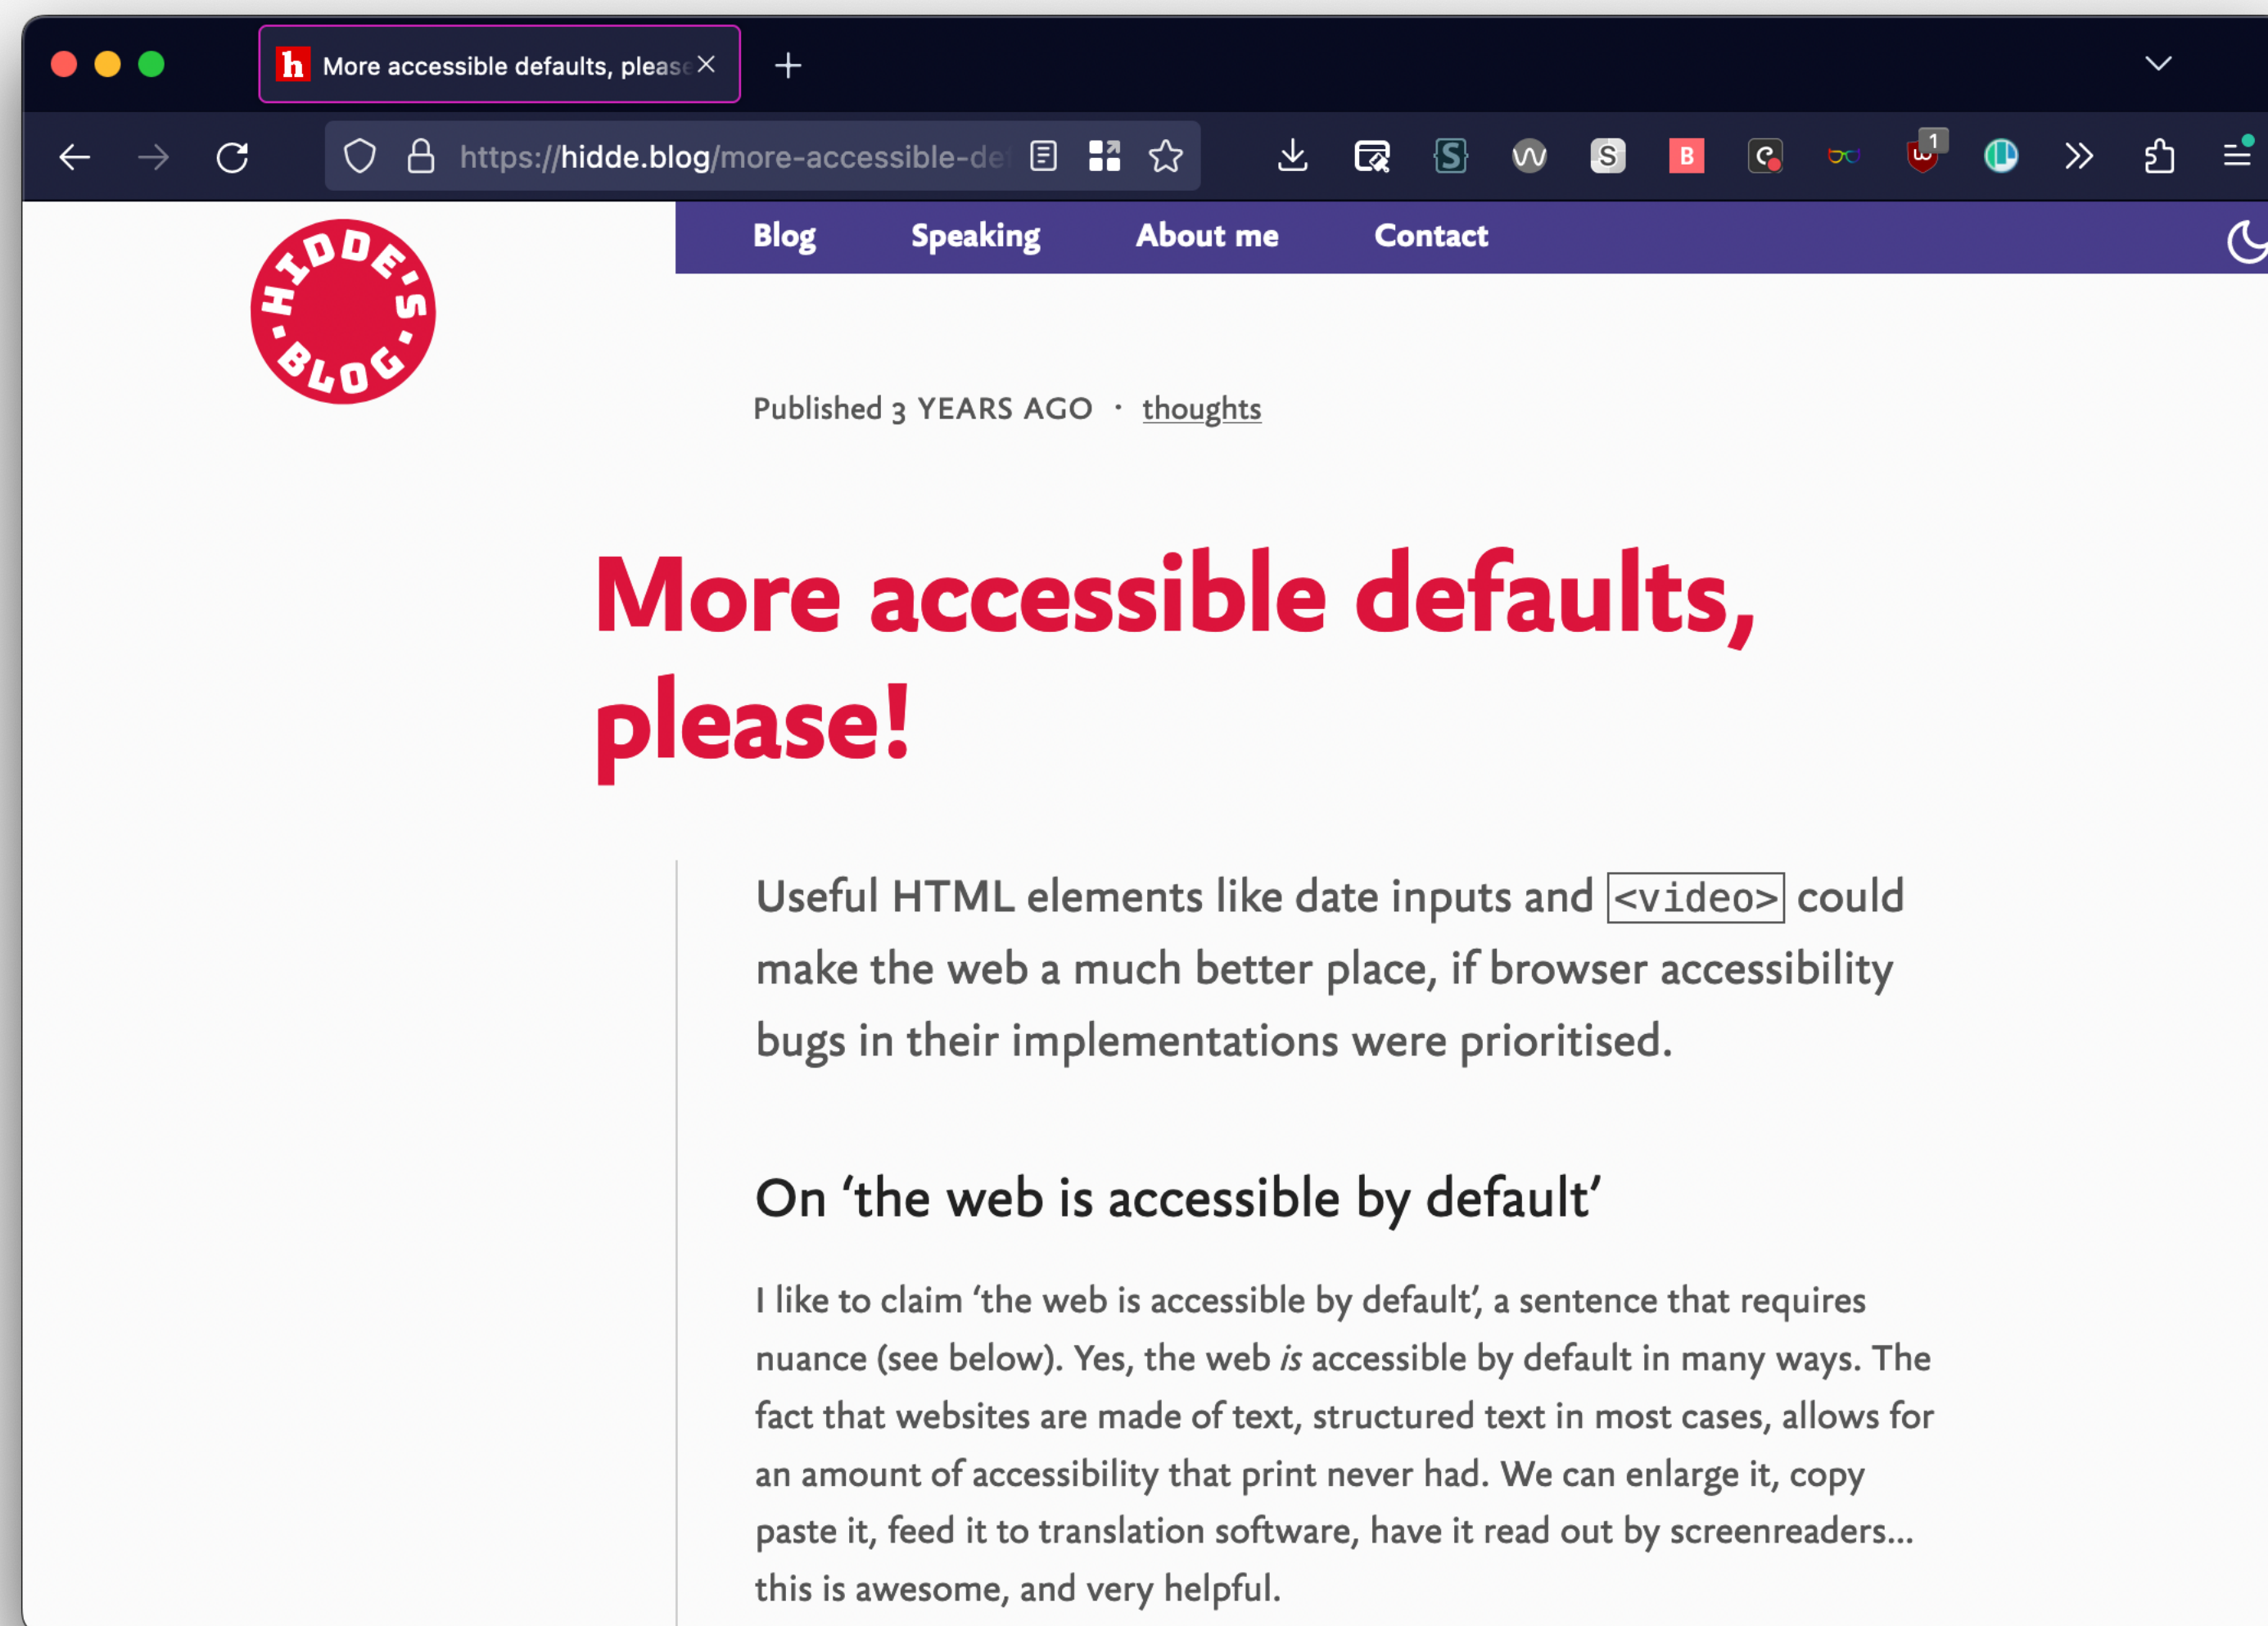 More accessible defaults, please
https://hidde.blog/more-accessible-def
1
HIDDE'S · BLOG ·
Blog Speaking About me Contact
Published 3 YEARS AGO · thoughts
More accessible defaults,
please!
Useful HTML elements like date inputs and <video> could
make the web a much better place, if browser accessibility
bugs in their implementations were prioritised.
On ‘the web is accessible by default’
I like to claim ‘the web is accessible by default’, a sentence that requires
nuance (see below). Yes, the web is accessible by default in many ways. The
fact that websites are made of text, structured text in most cases, allows for
an amount of accessibility that print never had. We can enlarge it, copy
paste it, feed it to translation software, have it read out by screenreaders…
this is awesome, and very helpful.